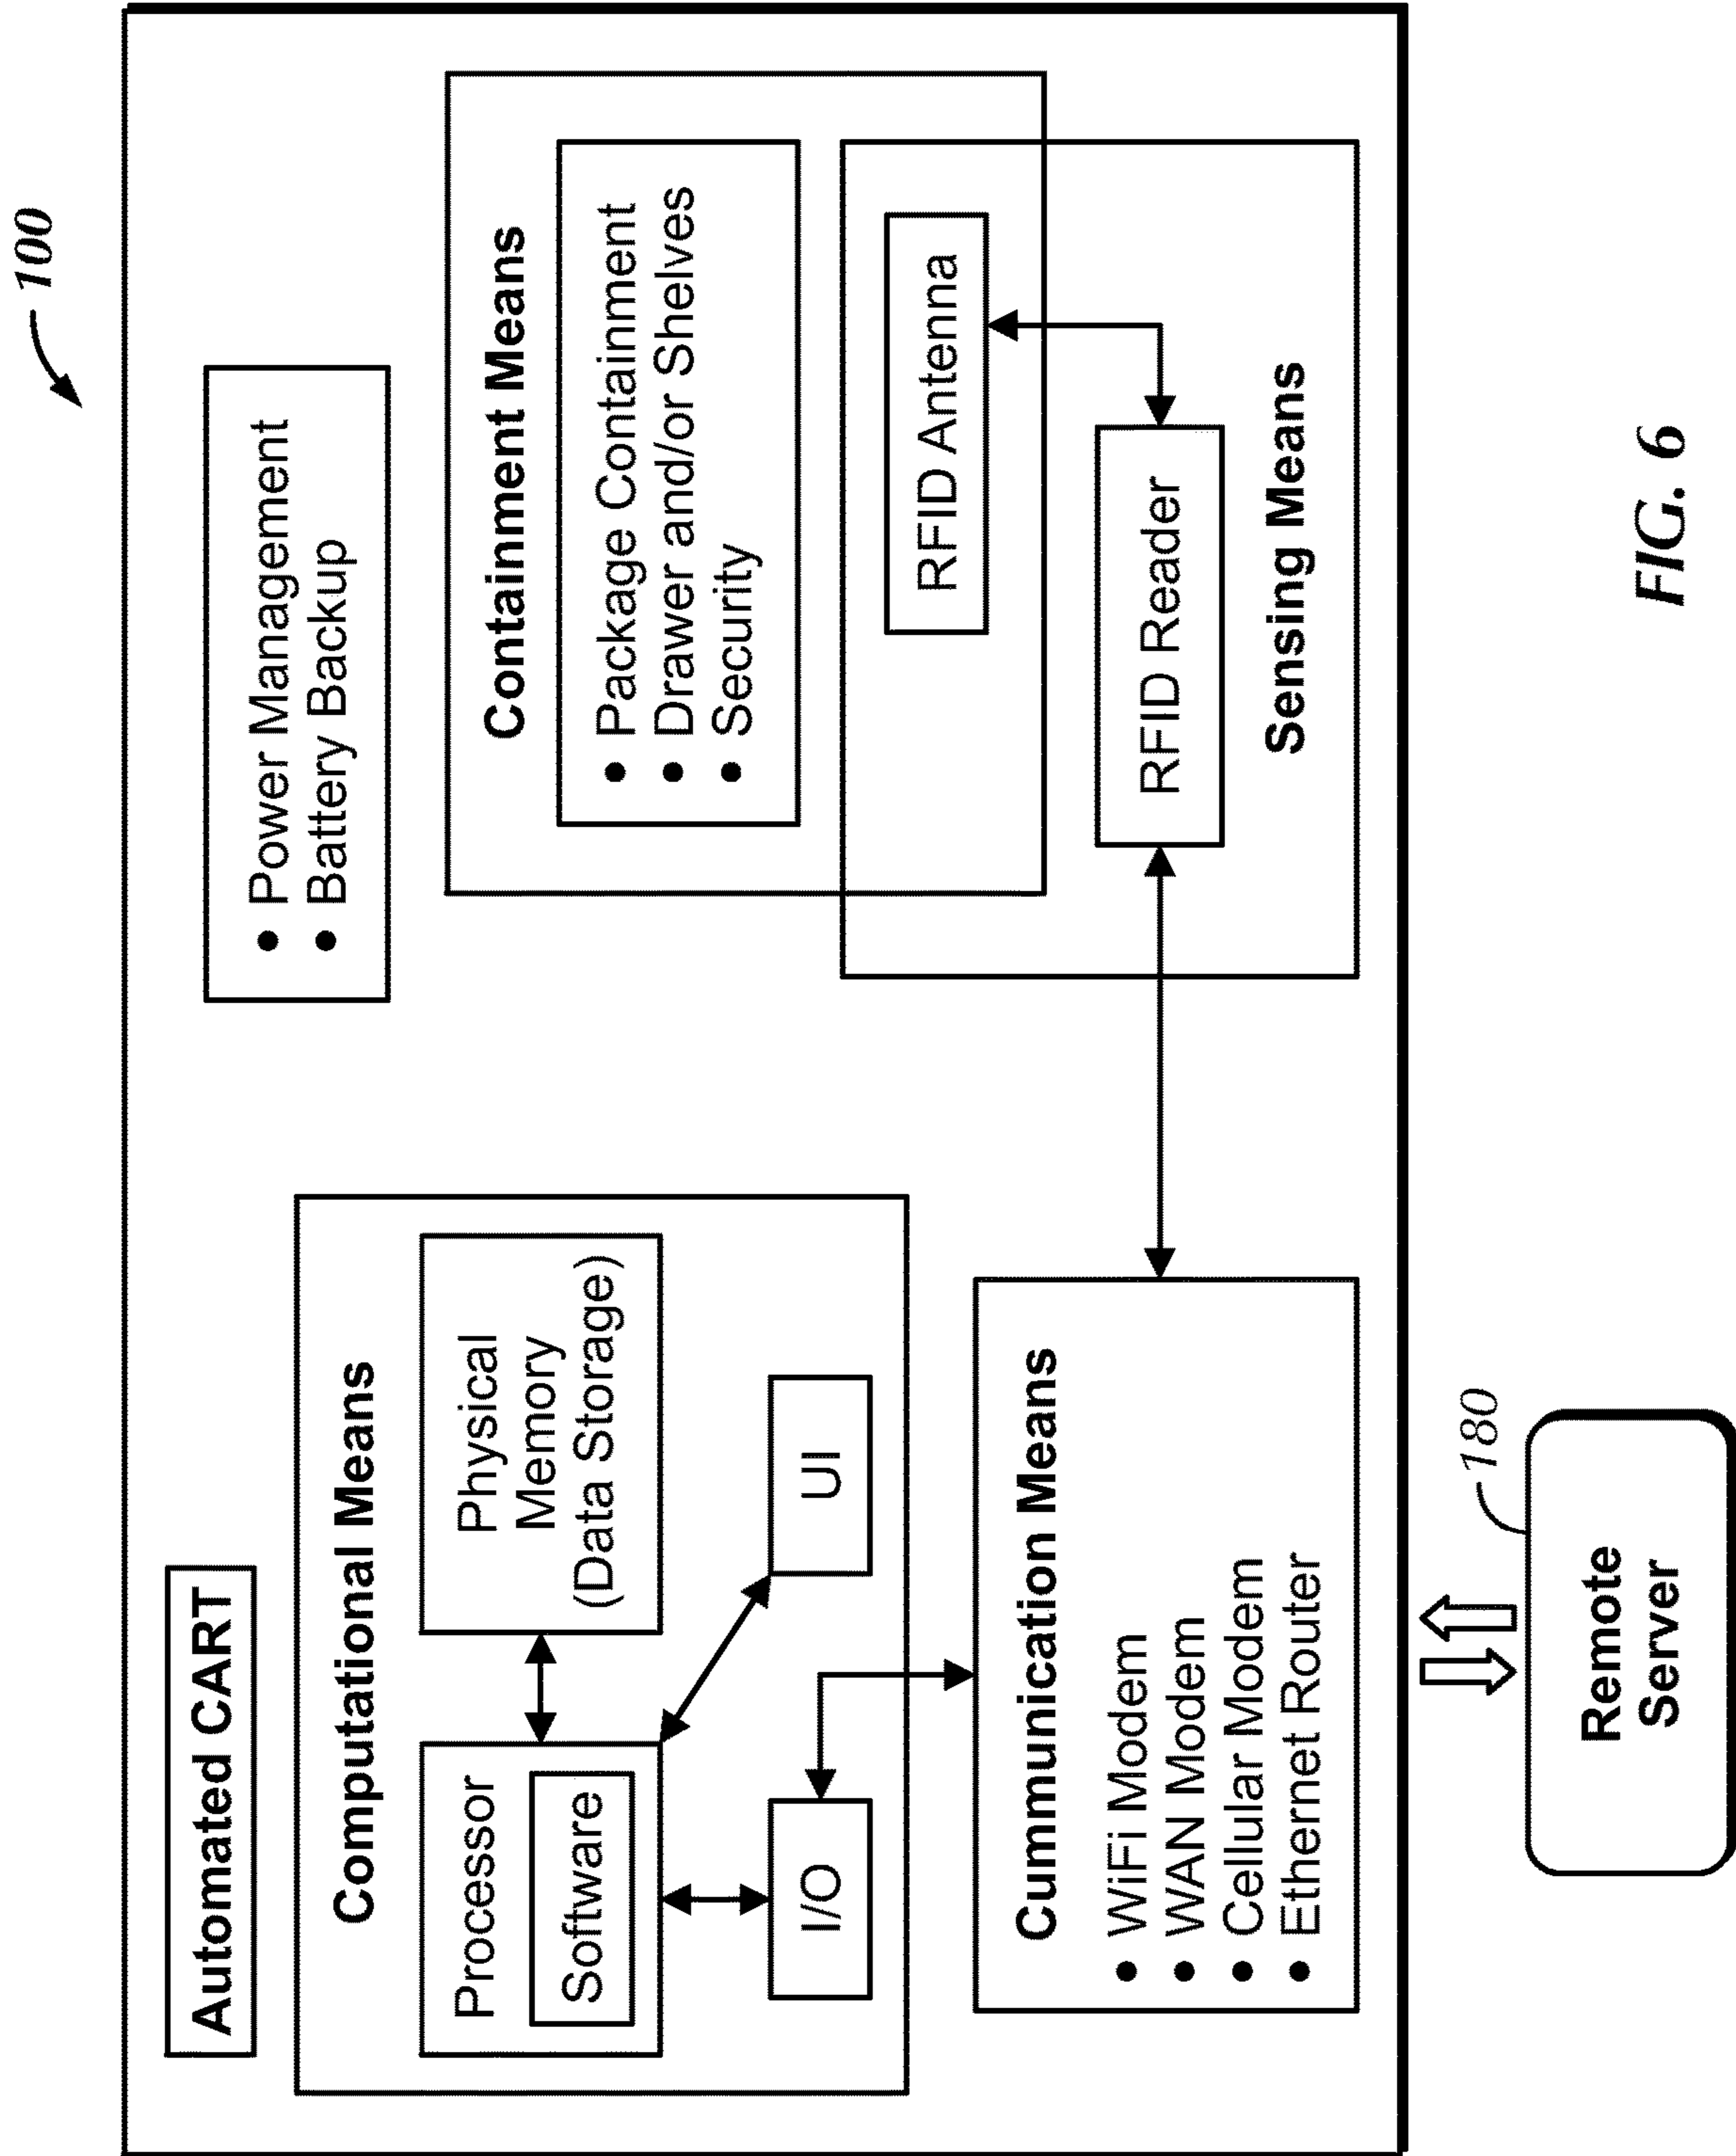 100
Automated CART
Computational Means
Processor
Software
Physical
Memory
(Data Storage)
I/O
UI
• Power Management
• Battery Backup
Containment Means
• Package Containment
• Drawer and/or Shelves
• Security
RFID Antenna
RFID Reader
Sensing Means
Cummunication Means
• WiFi Modem
• WAN Modem
• Cellular Modem
• Ethernet Router
180
Remote
Server
FIG. 6